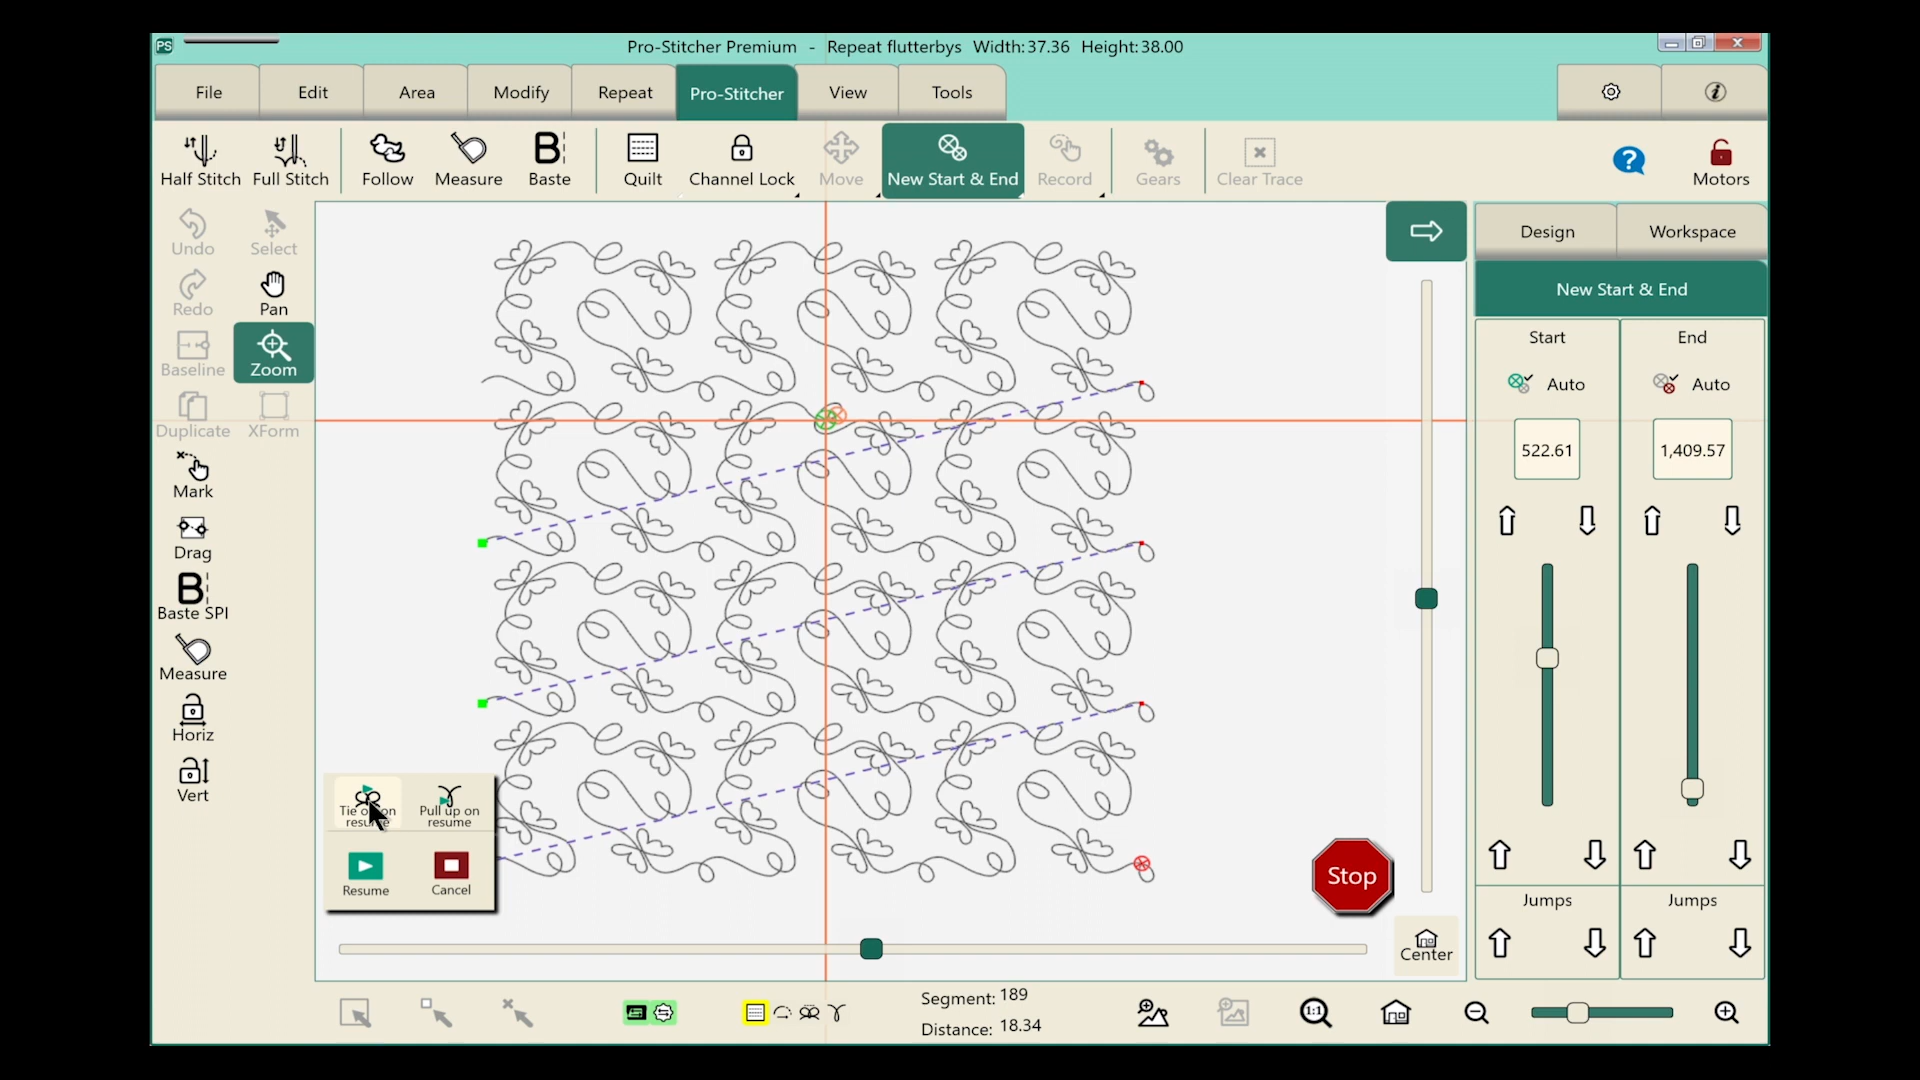 PS
Pro-Stitcher Premium - Repeat flutterbys Width:37.36 Height:38.00
File Edit Area Modify Repeat Pro-Stitcher View Tools
Half Stitch Full Stitch Follow Measure Baste Quilt Channel Lock Move New Start & End Record Gears Clear Trace Motors
Undo Select
Redo Pan
Baseline Zoom
Duplicate XForm
Mark
Drag
Baste SPI
Measure
Horiz
Vert
Pull up on
resume
Resume Cancel
Stop
Center
Design Workspace
New Start & End
Start End
Auto Auto
522.61 1,409.57
Jumps Jumps
Segment: 189
Distance: 18.34
1:1